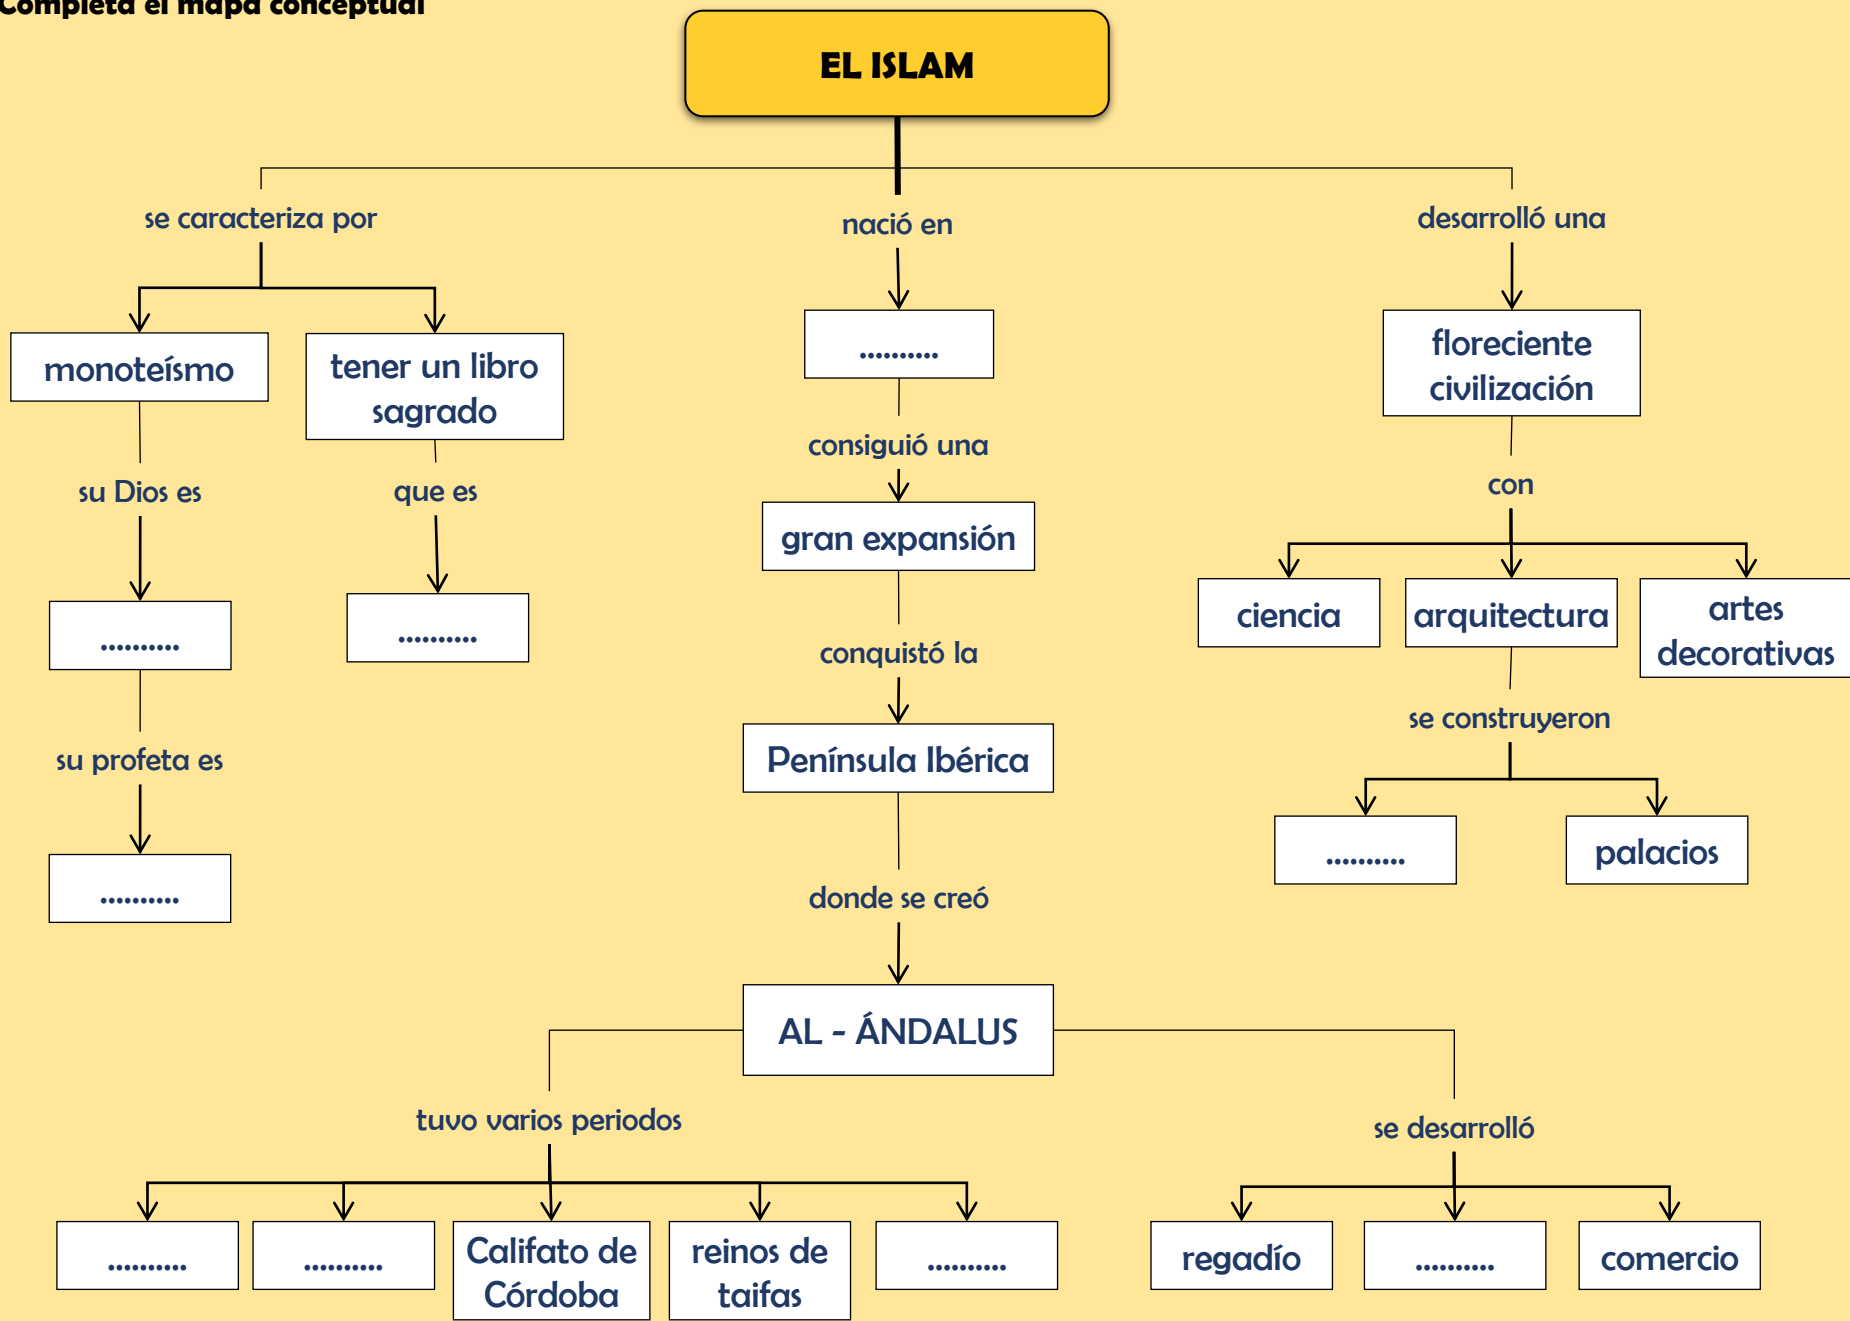 Completa el mapa conceptual
EL ISLAM
se caracteriza por
nació en
desarrolló una
monoteísmo
tener un libro
sagrado
..........
floreciente
civilización
su Dios es
que es
consiguió una
con
..........
..........
gran expansión
ciencia
arquitectura
artes
decorativas
su profeta es
conquistó la
se construyeron
..........
Península Ibérica
..........
palacios
donde se creó
AL - ÁNDALUS
tuvo varios periodos
se desarrolló
..........
..........
Califato de
Córdoba
reinos de
taifas
..........
regadío
..........
comercio